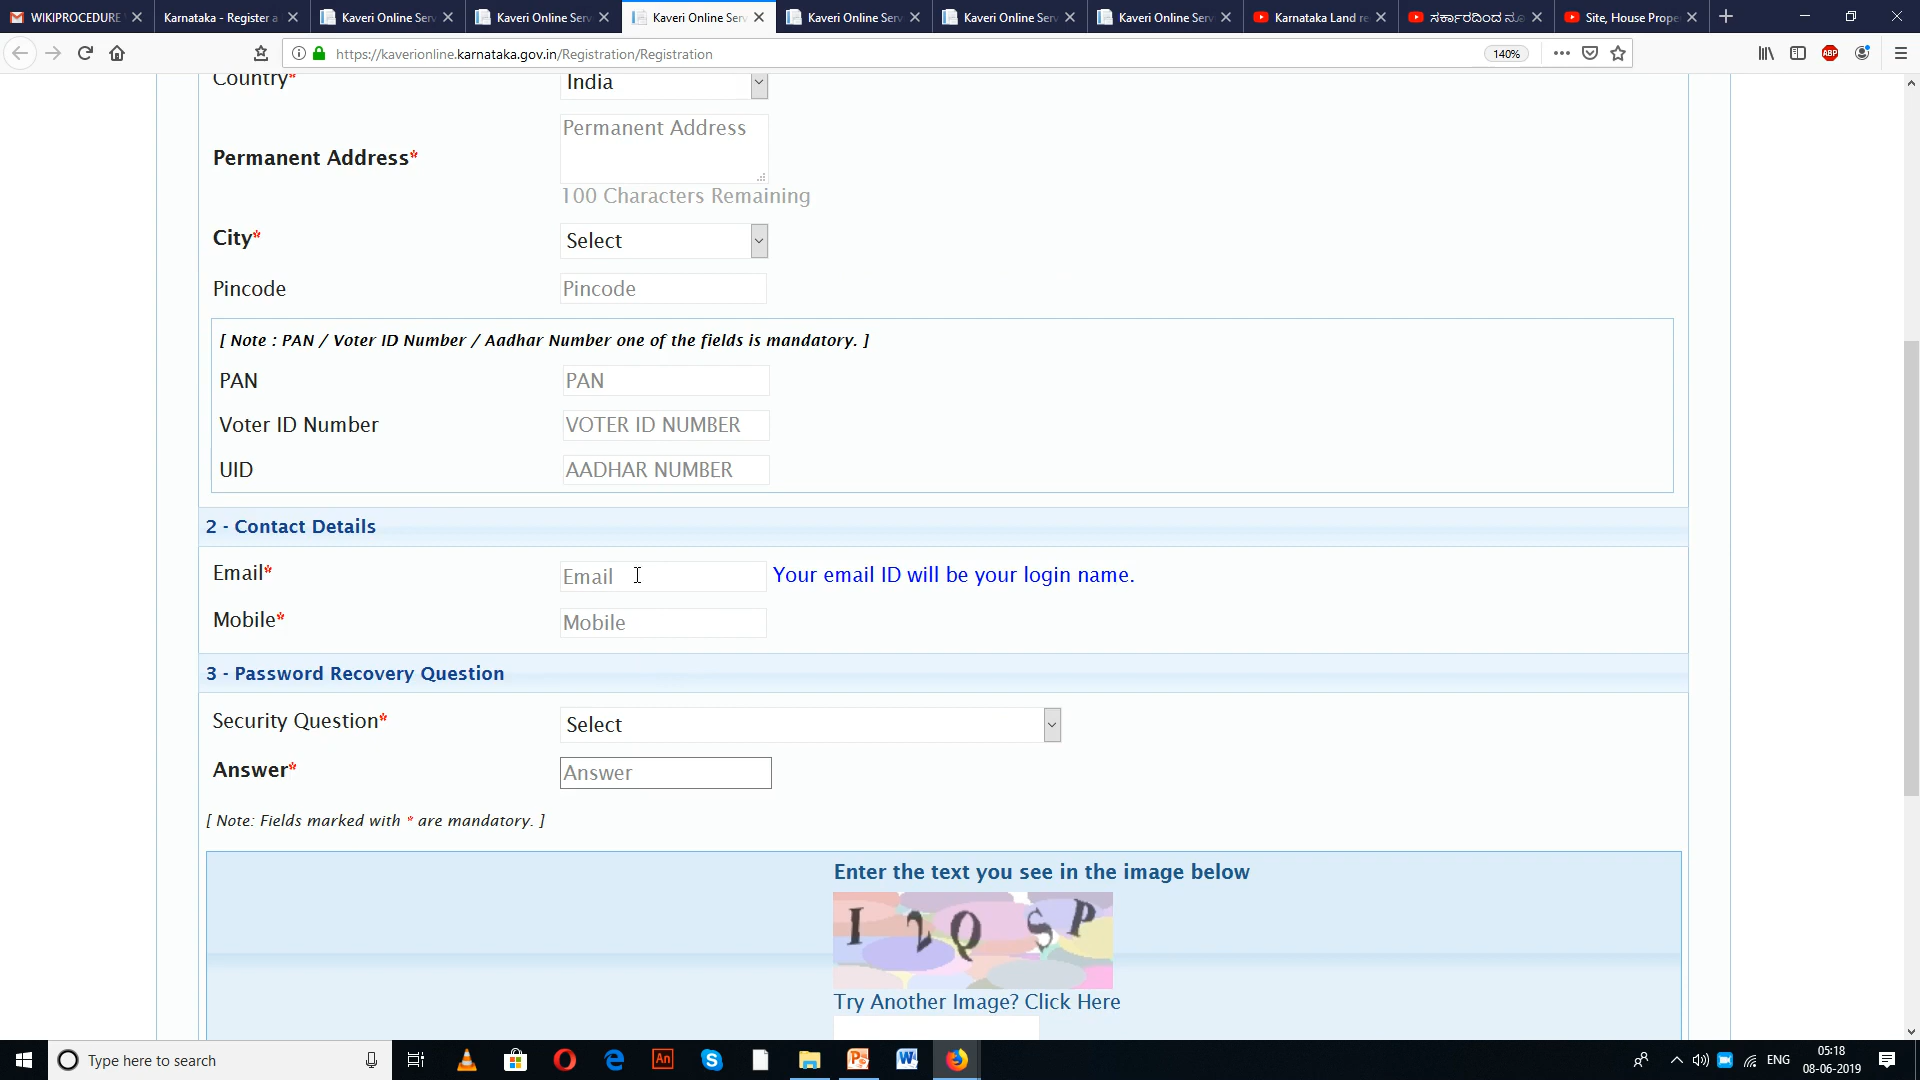 WIKIPROCEDURE
Karnataka - Register a
Kaveri Online Serv
Kaveri Online Serv
Kaveri Online Serv
Kaveri Online Serv
Kaveri Online Serv
Kaveri Online Serv
Karnataka Land re
ಸರ್ಕಾರದಿಂದ ನೂ
Site, House Prope
https://kaverionline.karnataka.gov.in/Registration/Registration
140%
ABP
Country*
India
Permanent Address
Permanent Address*
100 Characters Remaining
City*
Select
Pincode
Pincode
[ Note : PAN / Voter ID Number / Aadhar Number one of the fields is mandatory. ]
PAN
PAN
Voter ID Number
VOTER ID NUMBER
UID
AADHAR NUMBER
2 - Contact Details
Email*
Email
Your email ID will be your login name.
Mobile*
Mobile
3 - Password Recovery Question
Security Question*
Select
Answer*
Answer
[ Note: Fields marked with * are mandatory. ]
Enter the text you see in the image below
I2QSP
Try Another Image? Click Here
Type here to search
An
ENG
05:18
08-06-2019